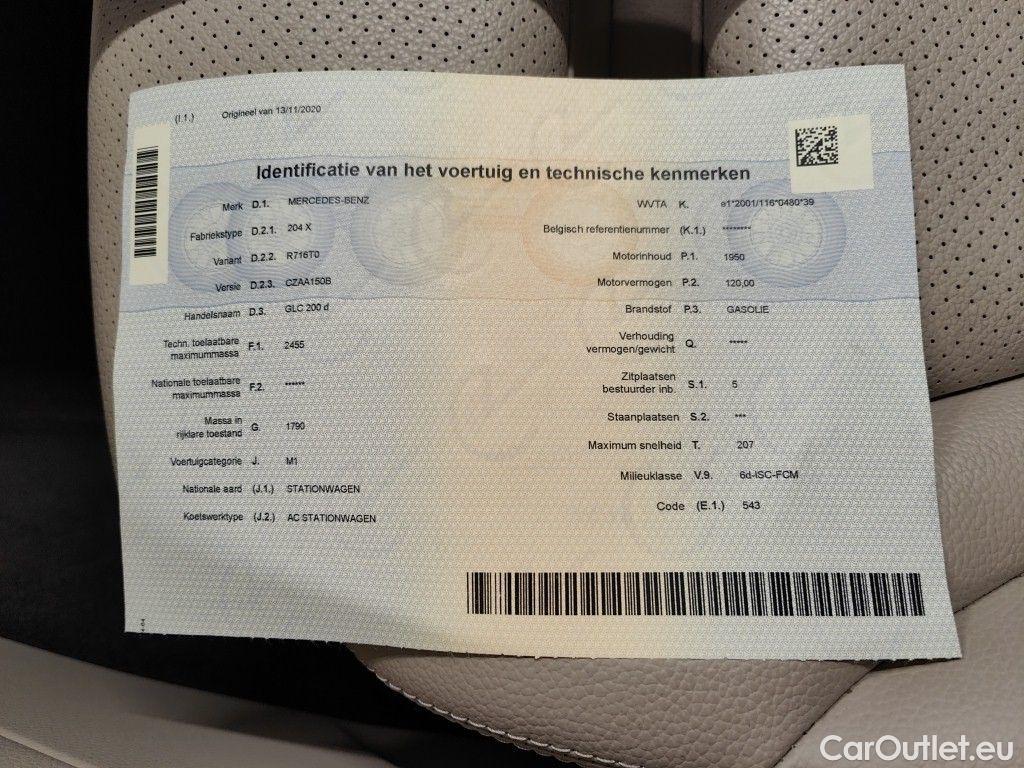 (I.1.) Origineel van 13/11/2020
Identificatie van het voertuig en technische kenmerken
Merk D.1. MERCEDES-BENZ
Fabriekstype D.2.1. 204 X
Variant D.2.2. R716T0
Versie D.2.3. CZAA150B
Handelsnaam D.3. GLC 200 d
Techn. toelaatbare
maximummassa F.1. 2455
Nationale toelaatbare
maximummassa F.2. ******
Massa in
rijklare toestand G. 1790
Voertuigcategorie J. M1
Nationale aard (J.1.) STATIONWAGEN
Koetswerktype (J.2.) AC STATIONWAGEN
WVTA K. e1*2001/116*0480*39
Belgisch referentienummer (K.1.) ********
Motorinhoud P.1. 1950
Motorvermogen P.2. 120,00
Brandstof P.3. GASOLIE
Verhouding
vermogen/gewicht Q. *****
Zitplaatsen
bestuurder inb. S.1. 5
Staanplaatsen S.2. ***
Maximum snelheid T. 207
Milieuklasse V.9. 6d-ISC-FCM
Code (E.1.) 543
CarOutlet.eu